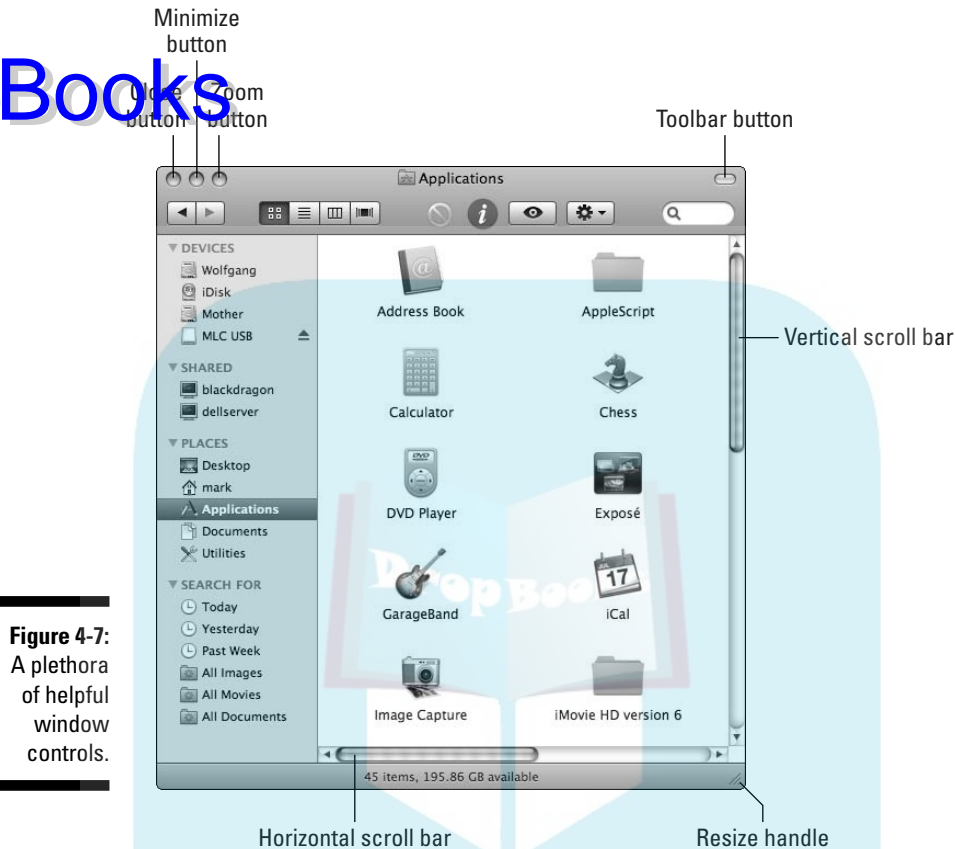 Minimize
button
Books
Close
button
Zoom
button
Toolbar button
Applications
DEVICES
Wolfgang
iDisk
Mother
MLC USB
SHARED
blackdragon
dellserver
PLACES
Desktop
mark
Applications
Documents
Utilities
SEARCH FOR
Today
Yesterday
Past Week
All Images
All Movies
All Documents
Address Book
AppleScript
Calculator
Chess
DVD
DVD Player
Exposé
17
GarageBand
iCal
Image Capture
iMovie HD version 6
DropBooks
45 items, 195.86 GB available
Vertical scroll bar
Horizontal scroll bar
Resize handle
Figure 4-7:
A plethora
of helpful
window
controls.